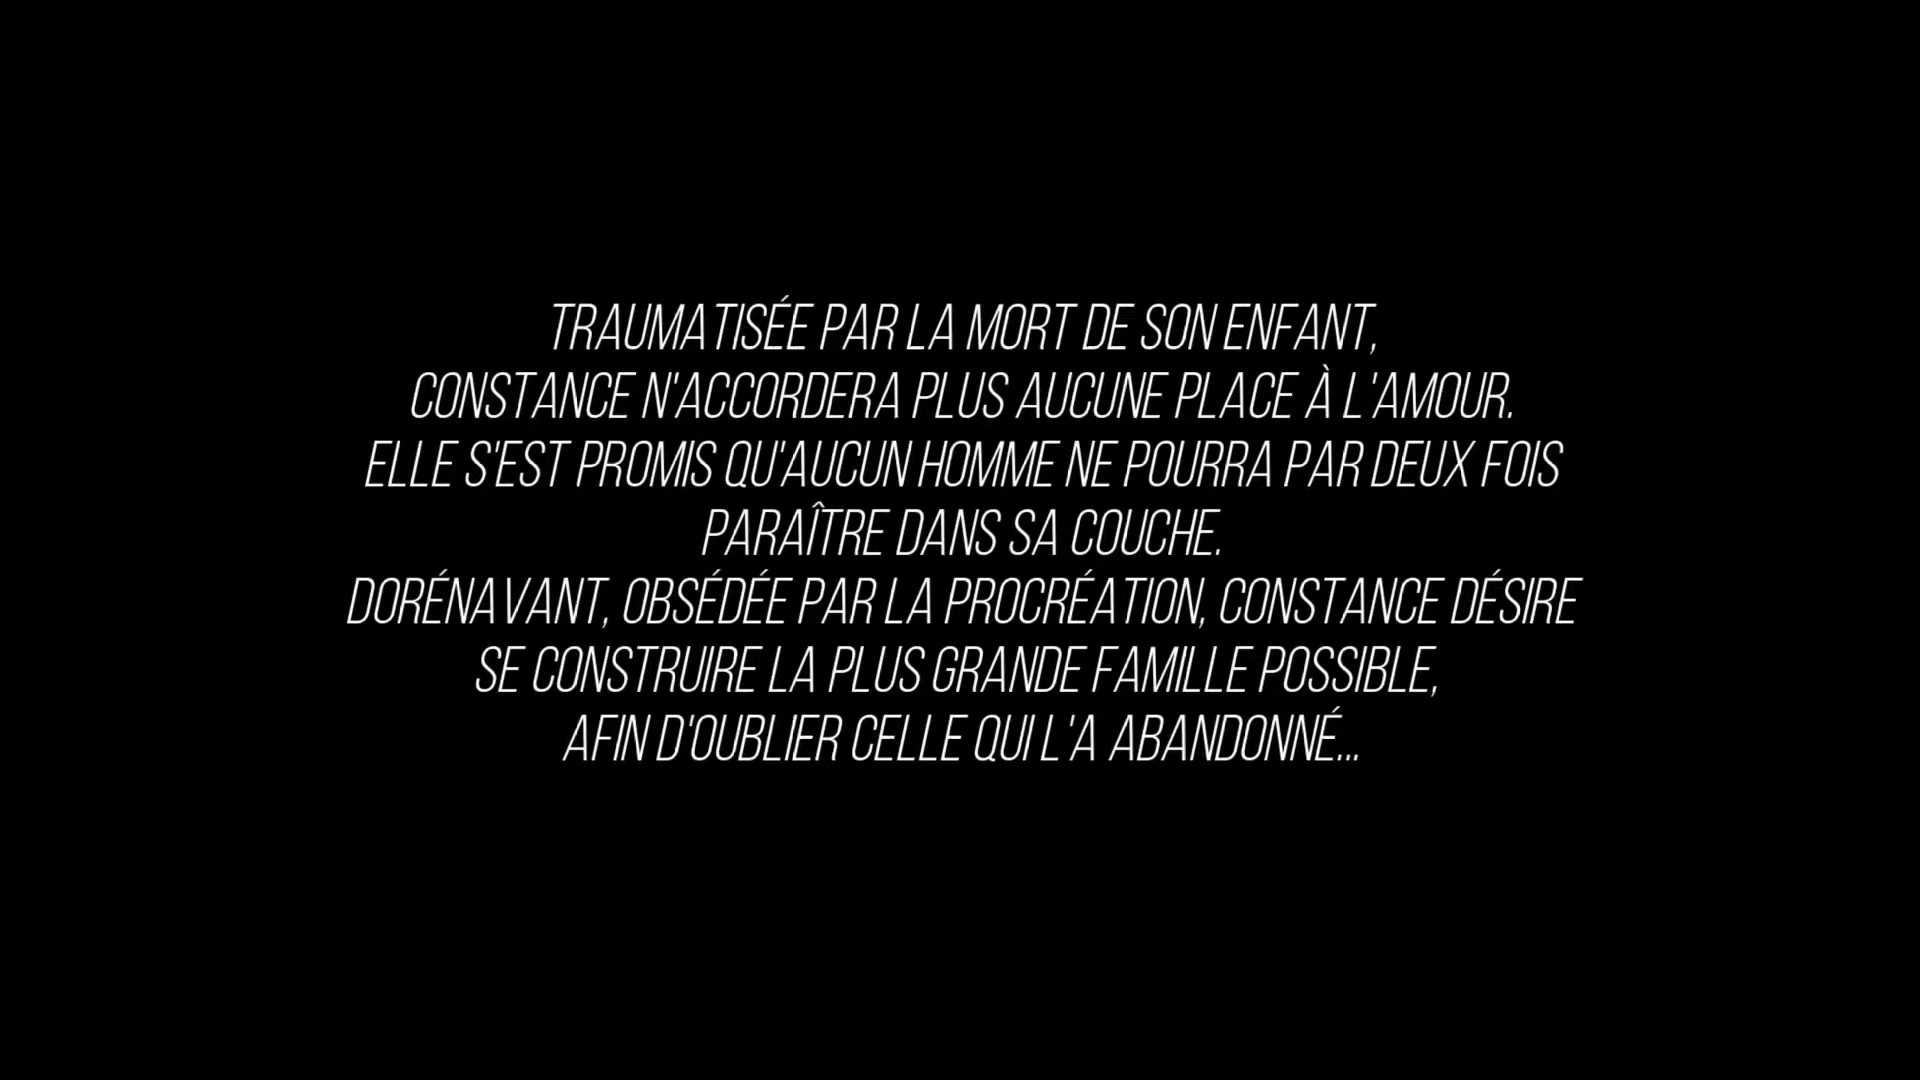 TRAUMATISÉE PAR LA MORT DE SON ENFANT,
CONSTANCE N'ACCORDERA PLUS AUCUNE PLACE À L'AMOUR.
ELLE S'EST PROMIS QU'AUCUN HOMME NE POURRA PAR DEUX FOIS
PARAÎTRE DANS SA COUCHE.
DORÉNAVANT, OBSÉDÉE PAR LA PROCRÉATION, CONSTANCE DÉSIRE
SE CONSTRUIRE LA PLUS GRANDE FAMILLE POSSIBLE,
AFIN D'OUBLIER CELLE QUI L'A ABANDONNÉ...